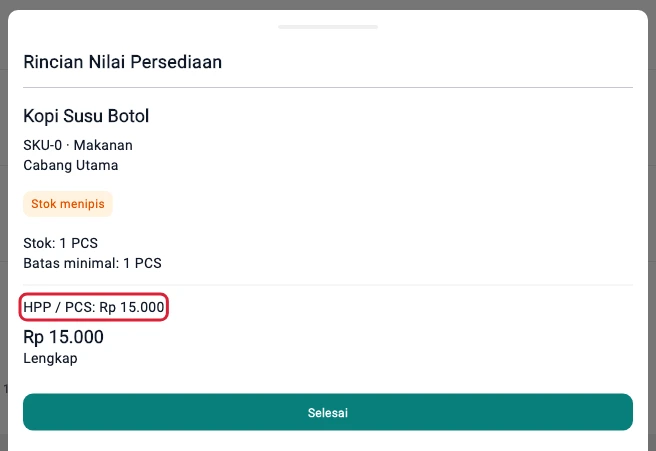 Rincian Nilai Persediaan
Kopi Susu Botol
SKU-0 · Makanan
Cabang Utama
Stok menipis
Stok: 1 PCS
Batas minimal: 1 PCS
HPP / PCS: Rp 15.000
Rp 15.000
Lengkap
Selesai